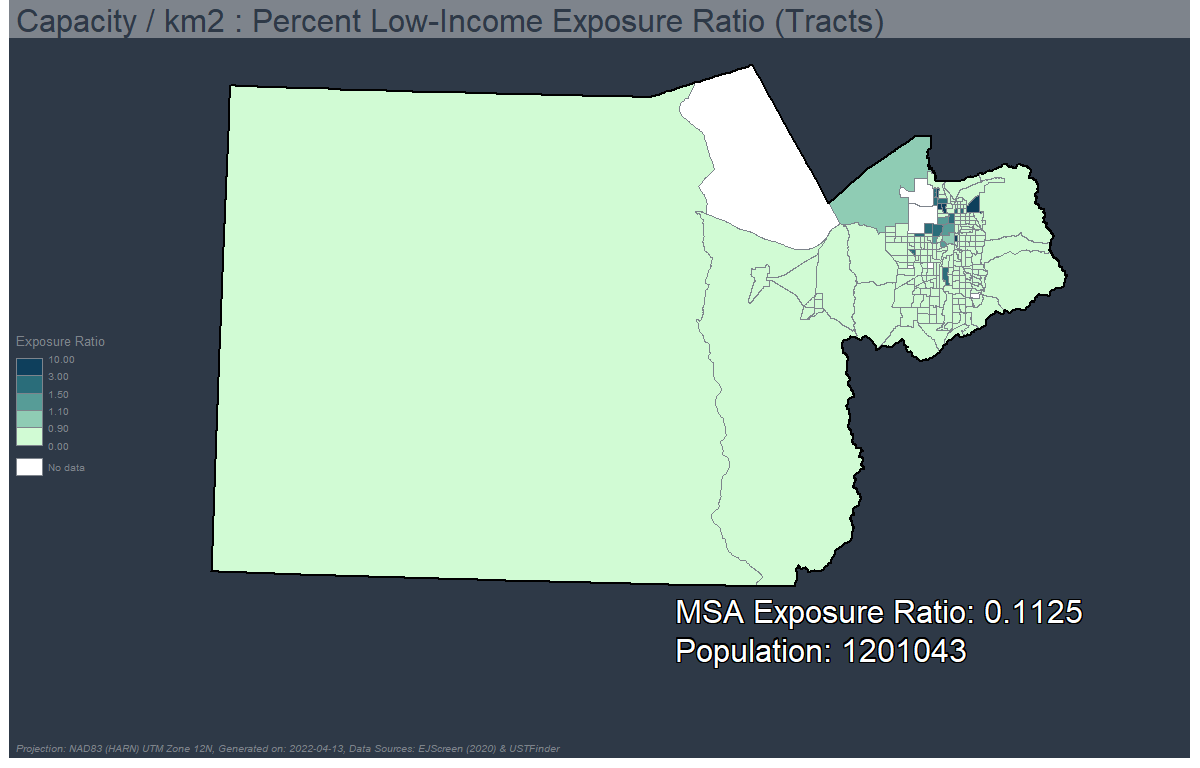 Capacity / km2 : Percent Low-Income Exposure Ratio (Tracts)
Exposure Ratio
10.00
3.00
1.50
1.10
0.90
0.00
No data
MSA Exposure Ratio: 0.1125
Population: 1201043
Projection: NAD83 (HARN) UTM Zone 12N, Generated on: 2022-04-13, Data Sources: EJScreen (2020) & USTFinder